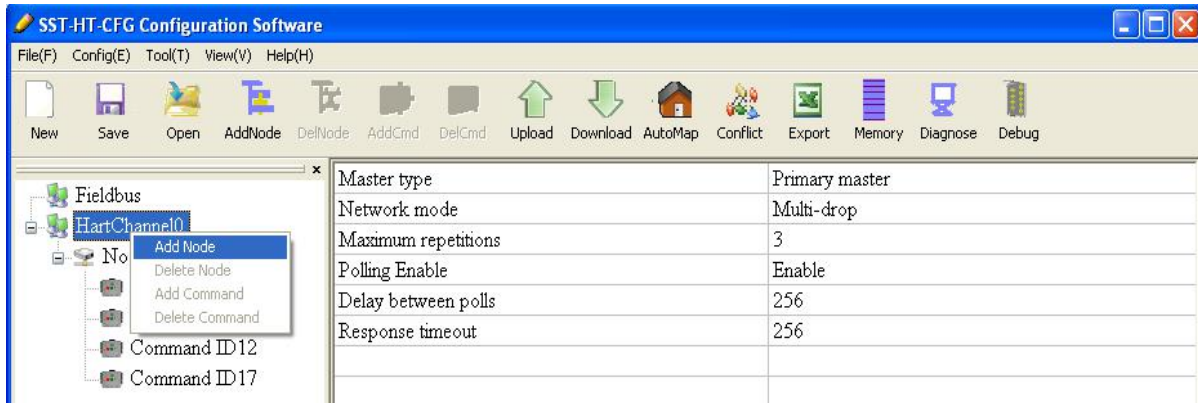 SST-HT-CFG Configuration Software
File(F) Config(E) Tool(T) View(V) Help(H)
New Save Open AddNode DelNode AddCmd DelCmd Upload Download AutoMap Conflict Export Memory Diagnose Debug
Fieldbus
HartChannel0
No
Add Node
Delete Node
Add Command
Delete Command
Command ID12
Command ID17
Master type Primary master
Network mode Multi-drop
Maximum repetitions 3
Polling Enable Enable
Delay between polls 256
Response timeout 256